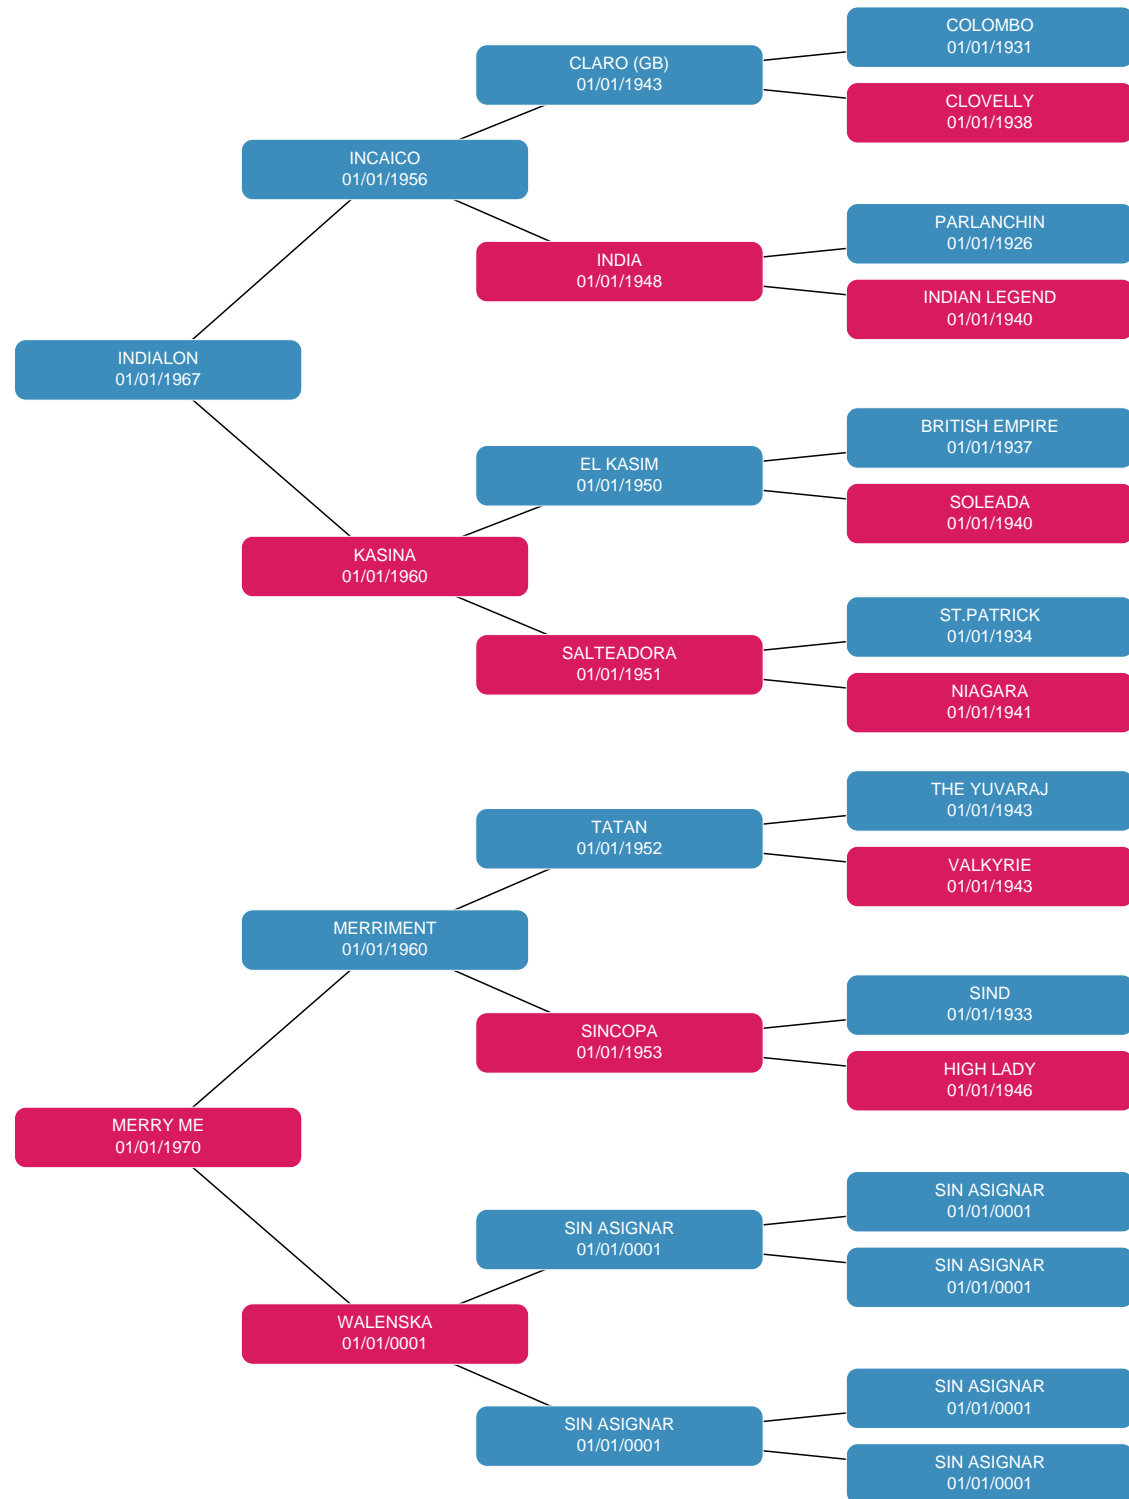 COLOMBO
01/01/1931
CLARO (GB)
01/01/1943
CLOVELLY
01/01/1938
INCAICO
01/01/1956
PARLANCHIN
01/01/1926
INDIA
01/01/1948
INDIAN LEGEND
01/01/1940
INDIALON
01/01/1967
BRITISH EMPIRE
01/01/1937
EL KASIM
01/01/1950
SOLEADA
01/01/1940
KASINA
01/01/1960
ST.PATRICK
01/01/1934
SALTEADORA
01/01/1951
NIAGARA
01/01/1941
THE YUVARAJ
01/01/1943
TATAN
01/01/1952
VALKYRIE
01/01/1943
MERRIMENT
01/01/1960
SIND
01/01/1933
SINCOPA
01/01/1953
HIGH LADY
01/01/1946
MERRY ME
01/01/1970
SIN ASIGNAR
01/01/0001
SIN ASIGNAR
01/01/0001
SIN ASIGNAR
01/01/0001
WALENSKA
01/01/0001
SIN ASIGNAR
01/01/0001
SIN ASIGNAR
01/01/0001
SIN ASIGNAR
01/01/0001